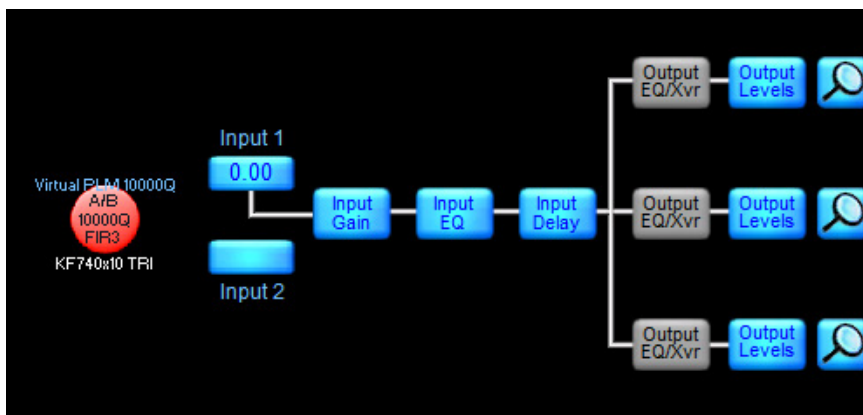 Virtual PLM 10000Q
A/B
10000Q
FIR3
KF740x10 TRI
Input 1
0.00
Input 2
Input
Gain
Input
EQ
Input
Delay
Output
EQ/Xvr
Output
Levels
Output
EQ/Xvr
Output
Levels
Output
EQ/Xvr
Output
Levels